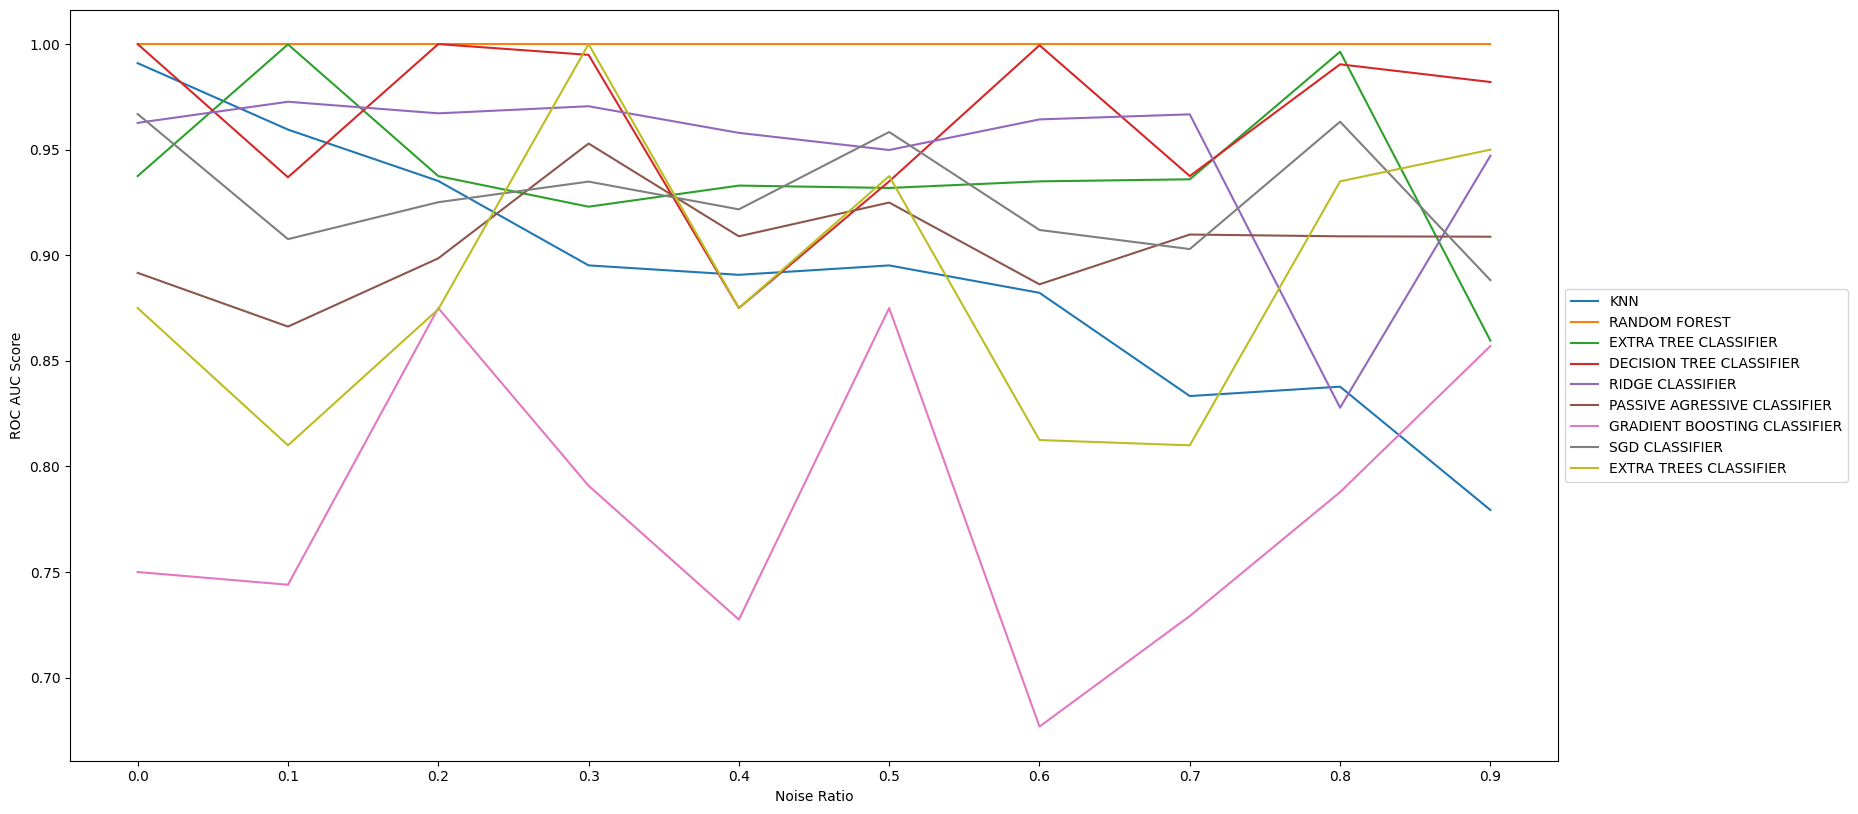 1.00
0.95
0.90
0.85
0.80
0.75
0.70
ROC AUC Score
0.0 0.1 0.2 0.3 0.4 0.5 0.6 0.7 0.8 0.9
Noise Ratio
KNN
RANDOM FOREST
EXTRA TREE CLASSIFIER
DECISION TREE CLASSIFIER
RIDGE CLASSIFIER
PASSIVE AGRESSIVE CLASSIFIER
GRADIENT BOOSTING CLASSIFIER
SGD CLASSIFIER
EXTRA TREES CLASSIFIER